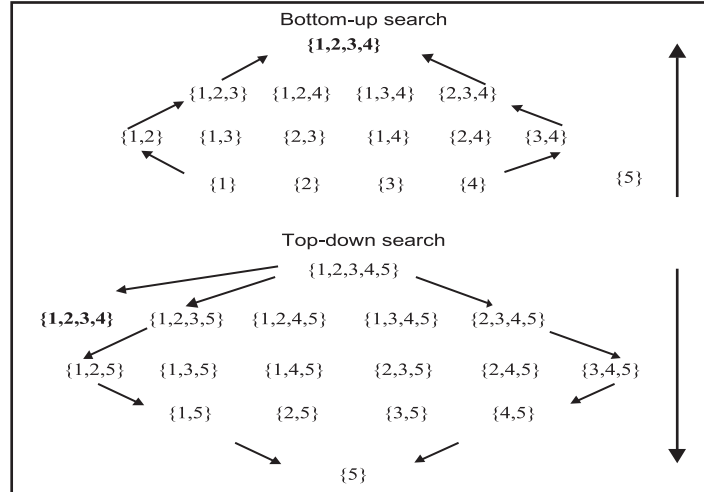 Bottom-up search
{1,2,3,4}
{1,2,3} {1,2,4} {1,3,4} {2,3,4}
{1,2} {1,3} {2,3} {1,4} {2,4} {3,4}
{1} {2} {3} {4} {5}
Top-down search
{1,2,3,4,5}
{1,2,3,4} {1,2,3,5} {1,2,4,5} {1,3,4,5} {2,3,4,5}
{1,2,5} {1,3,5} {1,4,5} {2,3,5} {2,4,5} {3,4,5}
{1,5} {2,5} {3,5} {4,5}
{5}